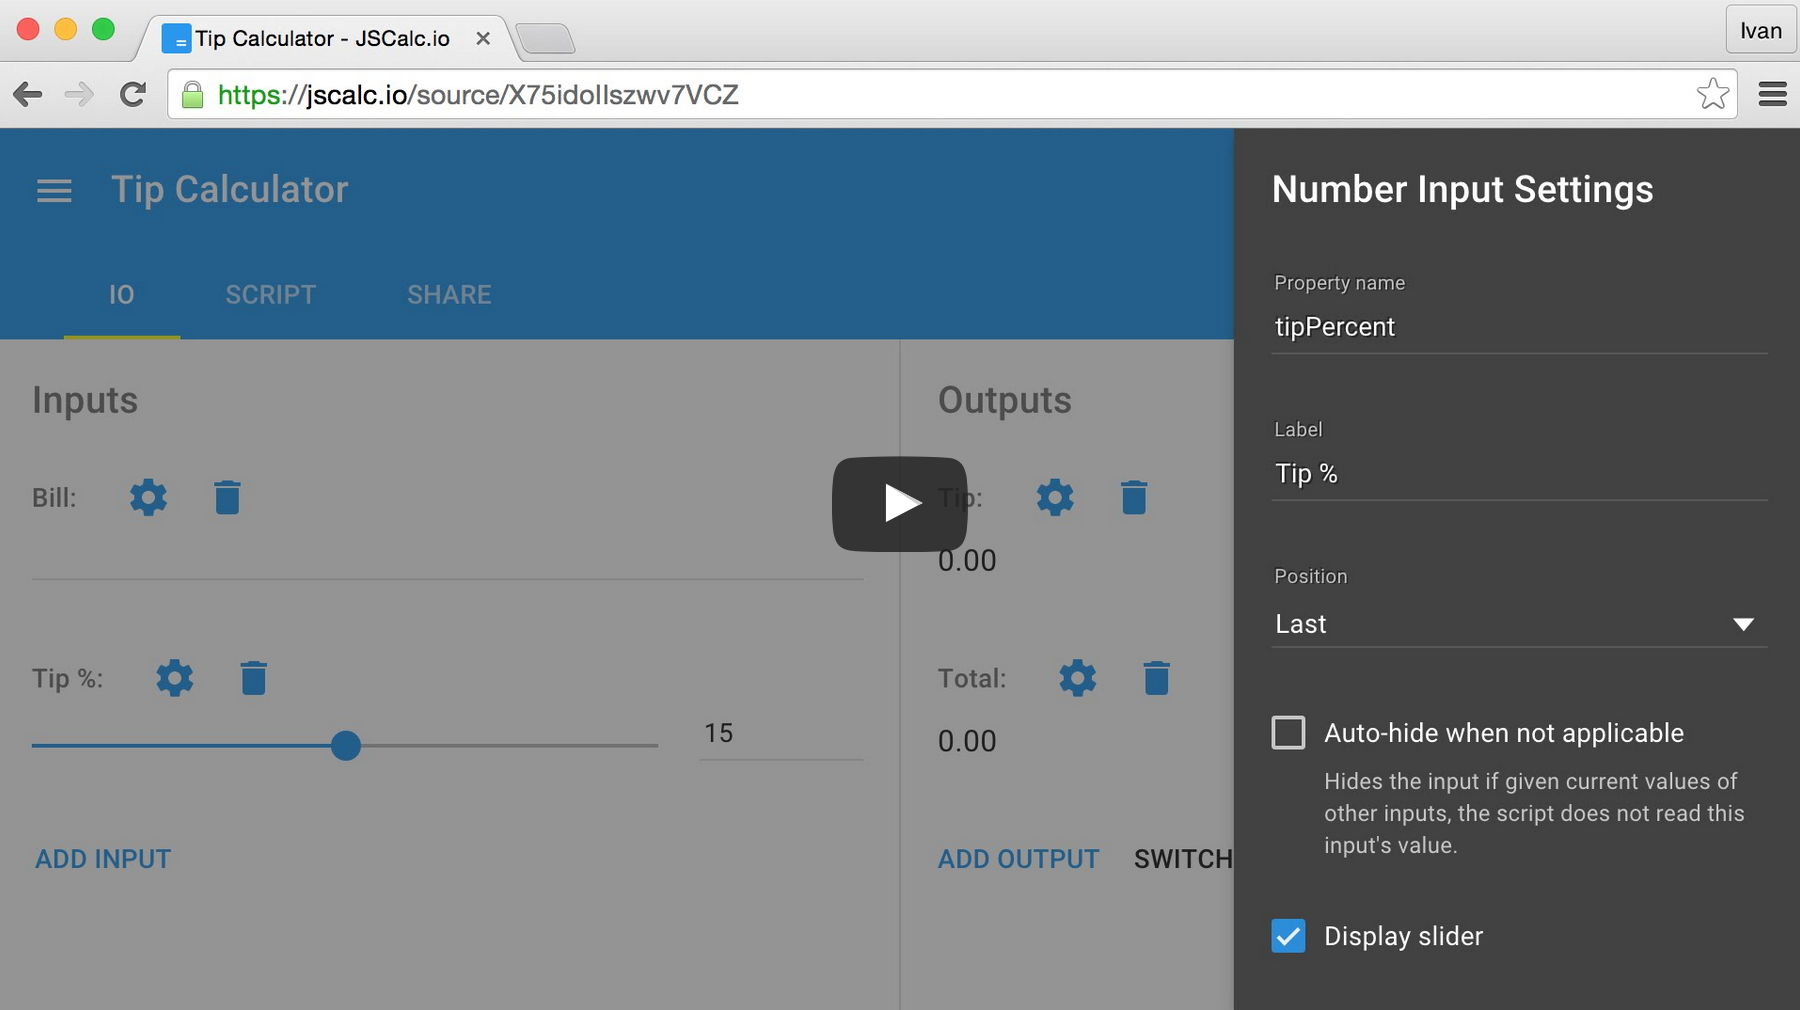 Tip Calculator - JSCalc.io
Ivan
https://jscalc.io/source/X75idolIszwv7VCZ
Tip Calculator
IO
SCRIPT
SHARE
Inputs
Bill:
Tip %:
15
ADD INPUT
Outputs
Tip:
0.00
Total:
0.00
ADD OUTPUT
SWITCH
Number Input Settings
Property name
tipPercent
Label
Tip %
Position
Last
Auto-hide when not applicable
Hides the input if given current values of
other inputs, the script does not read this
input's value.
Display slider